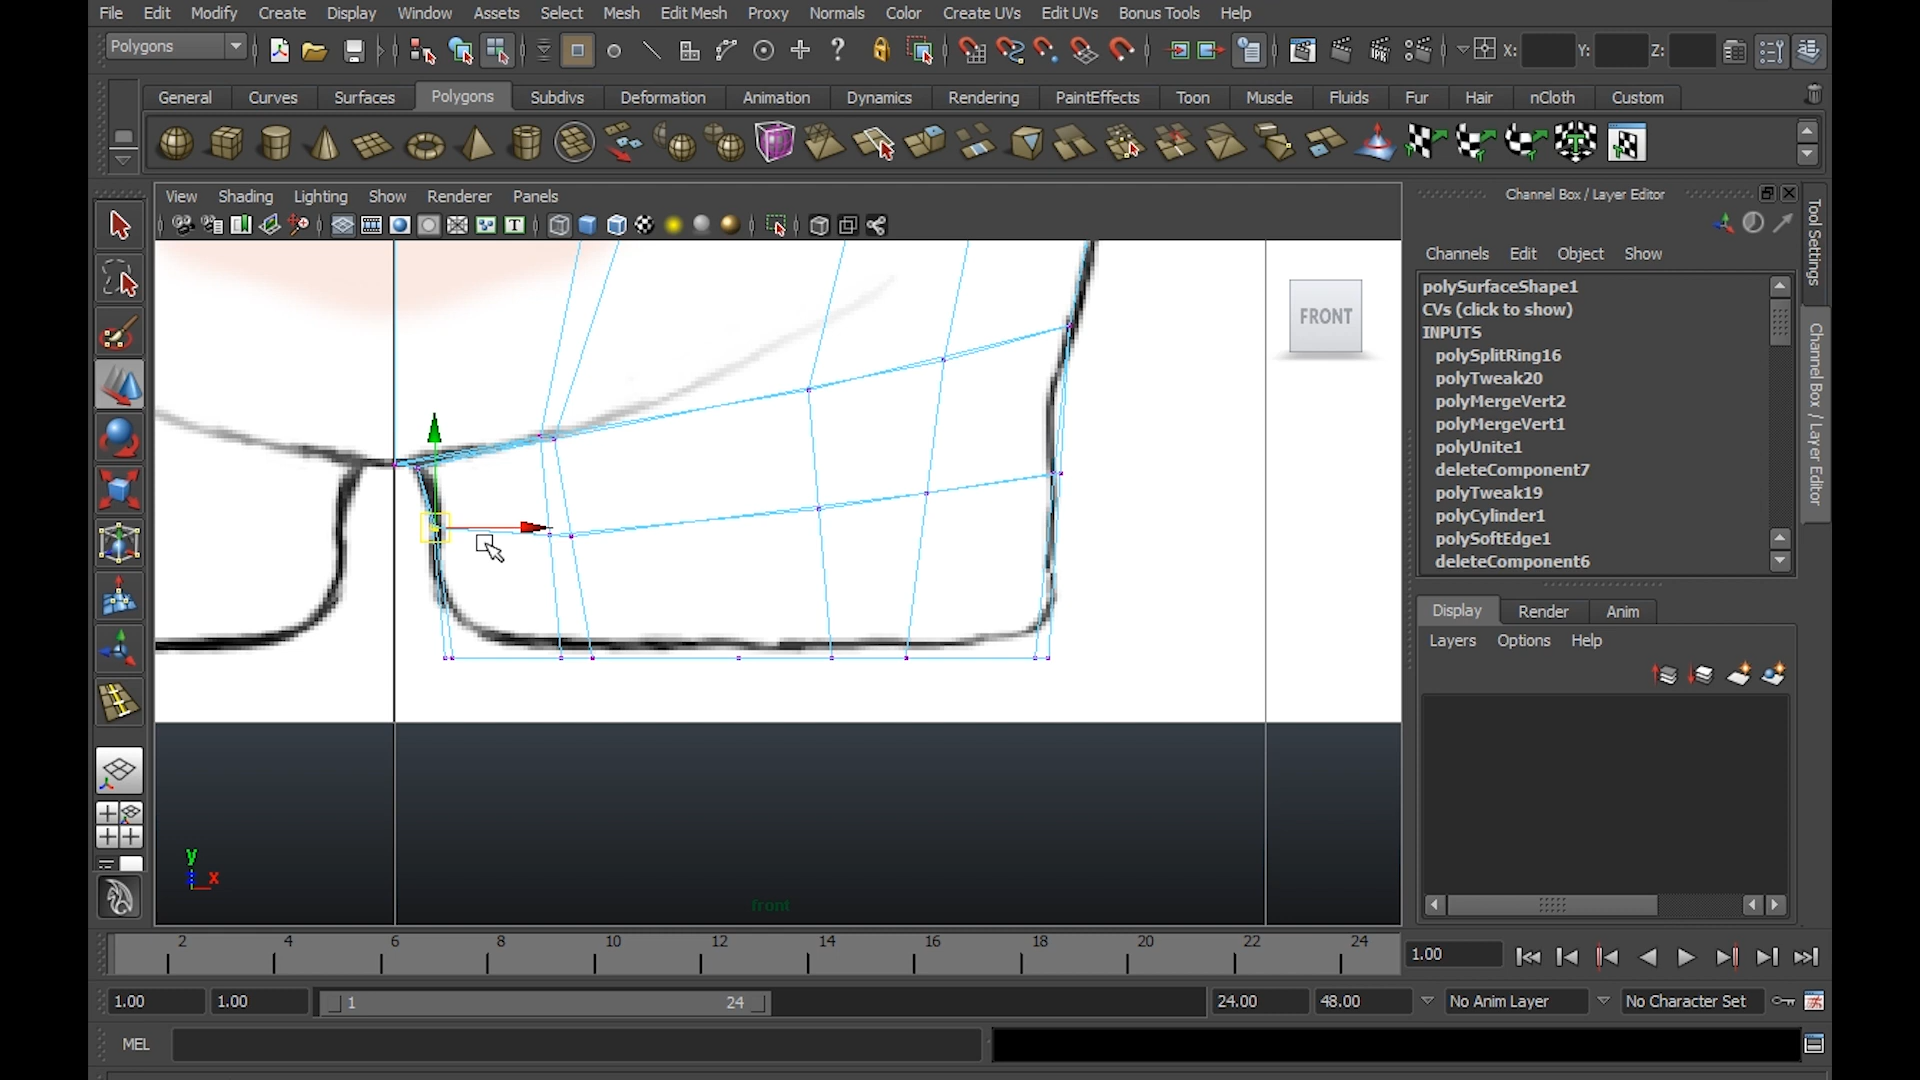 File Edit Modify Create Display Window Assets Select Mesh Edit Mesh Proxy Normals Color Create UVs Edit UVs Bonus Tools Help
Polygons
IPR
X: Y: Z:
General Curves Surfaces Polygons Subdivs Deformation Animation Dynamics Rendering PaintEffects Toon Muscle Fluids Fur Hair nCloth Custom
View Shading Lighting Show Renderer Panels
Channel Box / Layer Editor
Channels Edit Object Show
polySurfaceShape1
CVs (click to show)
INPUTS
polySplitRing16
polyTweak20
polyMergeVert2
polyMergeVert1
polyUnite1
deleteComponent7
polyTweak19
polyCylinder1
polySoftEdge1
deleteComponent6
Tool Settings
Channel Box / Layer Editor
FRONT
Display Render Anim
Layers Options Help
y
x
front
2 4 6 8 10 12 14 16 18 20 22 24
1.00
1.00 1.00 1 24 24.00 48.00 No Anim Layer No Character Set
MEL